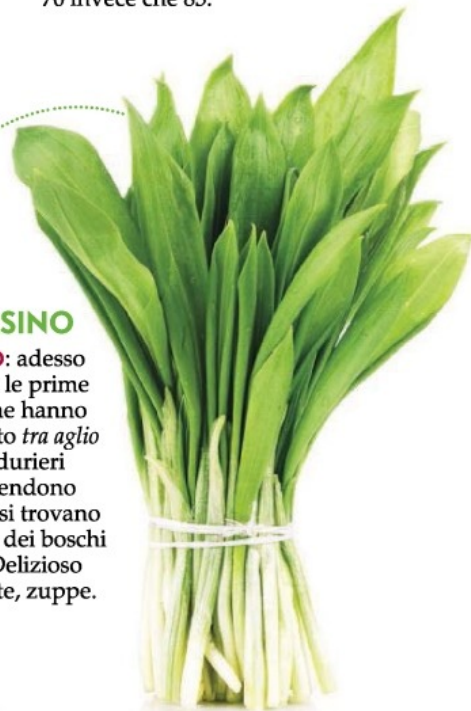 70 invece che 85.
SINO
: adesso
le prime
hanno
to tra aglio
durieri
endono
si trovano
dei boschi
Delizioso
te, zuppe.